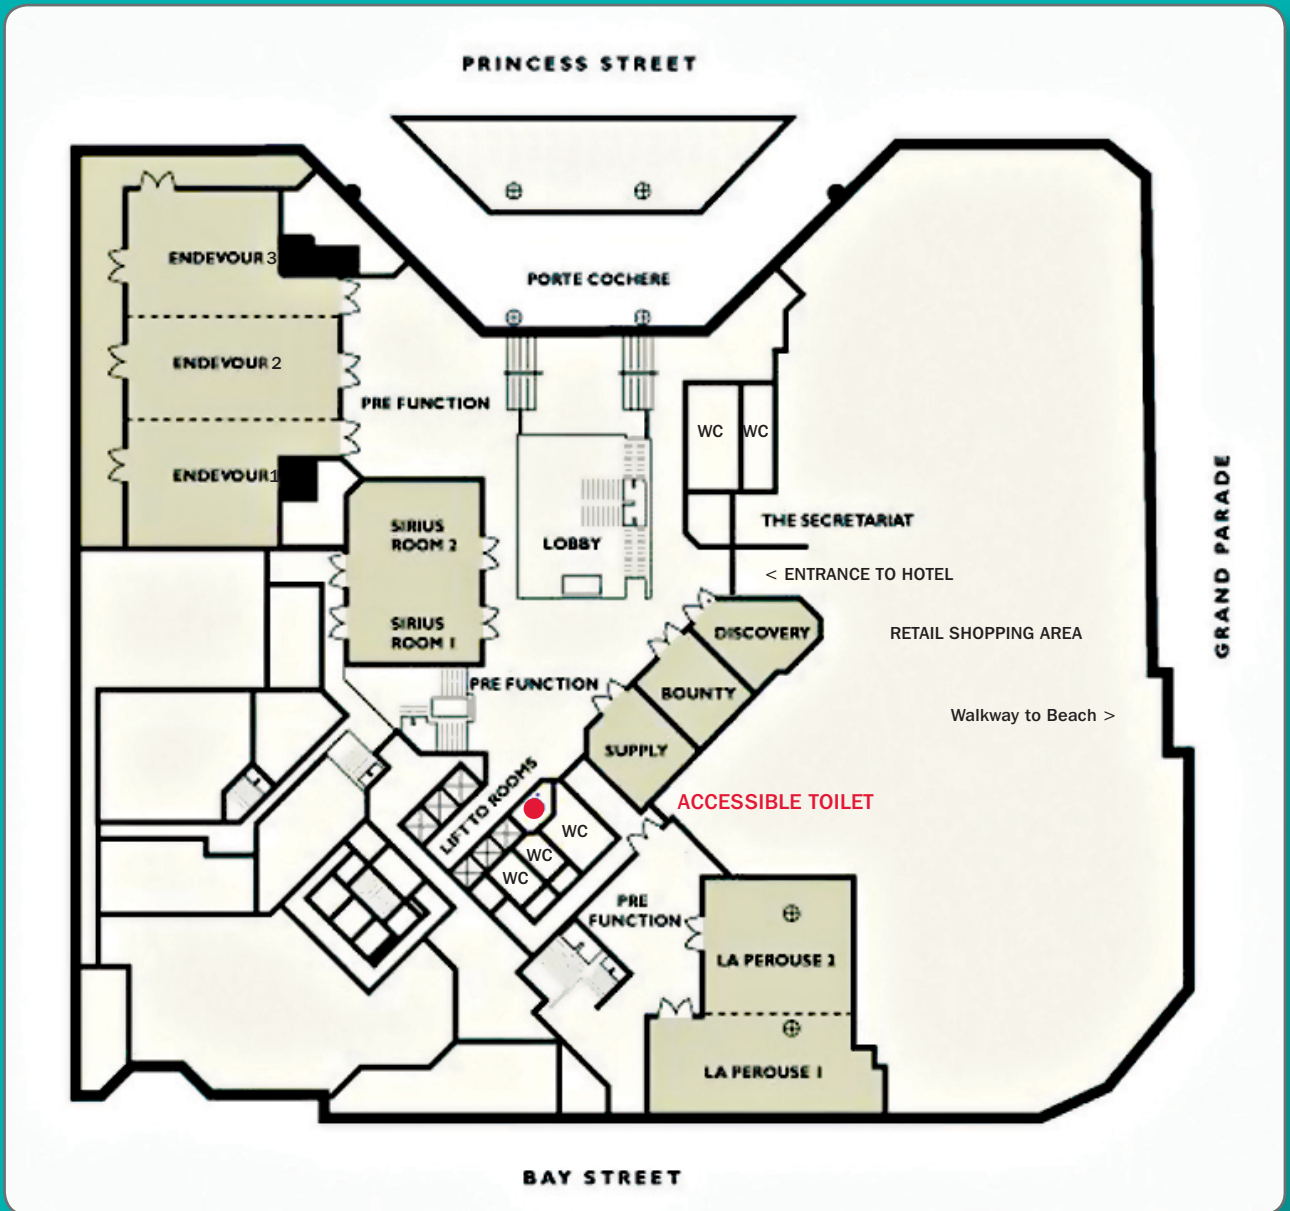 PRINCESS STREET
PORTE COCHERE
ENDEVOUR 3
ENDEVOUR 2
PRE FUNCTION
ENDEVOUR 1
WC
WC
SIRIUS
ROOM 2
LOBBY
THE SECRETARIAT
< ENTRANCE TO HOTEL
GRAND PARADE
SIRIUS
ROOM 1
DISCOVERY
RETAIL SHOPPING AREA
PRE FUNCTION
BOUNTY
Walkway to Beach >
SUPPLY
LIFT TO ROOMS
ACCESSIBLE TOILET
WC
WC
WC
PRE
FUNCTION
LA PEROUSE 2
LA PEROUSE 1
BAY STREET